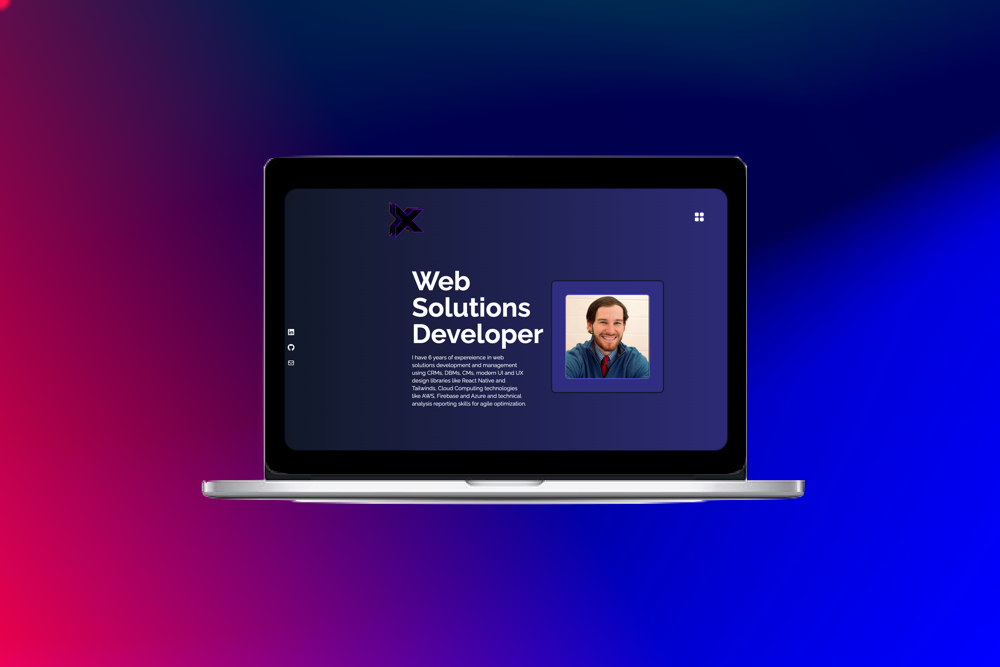 Web
Solutions
Developer
I have 6 years of expereience in web
solutions development and management
using CRMs, DBMs, CMs, modern UI and UX
design libraries like React Native and
Tailwinds, Cloud Computing technologies
like AWS, Firebase and Azure and technical
analysis reporting skills for agile optimization.